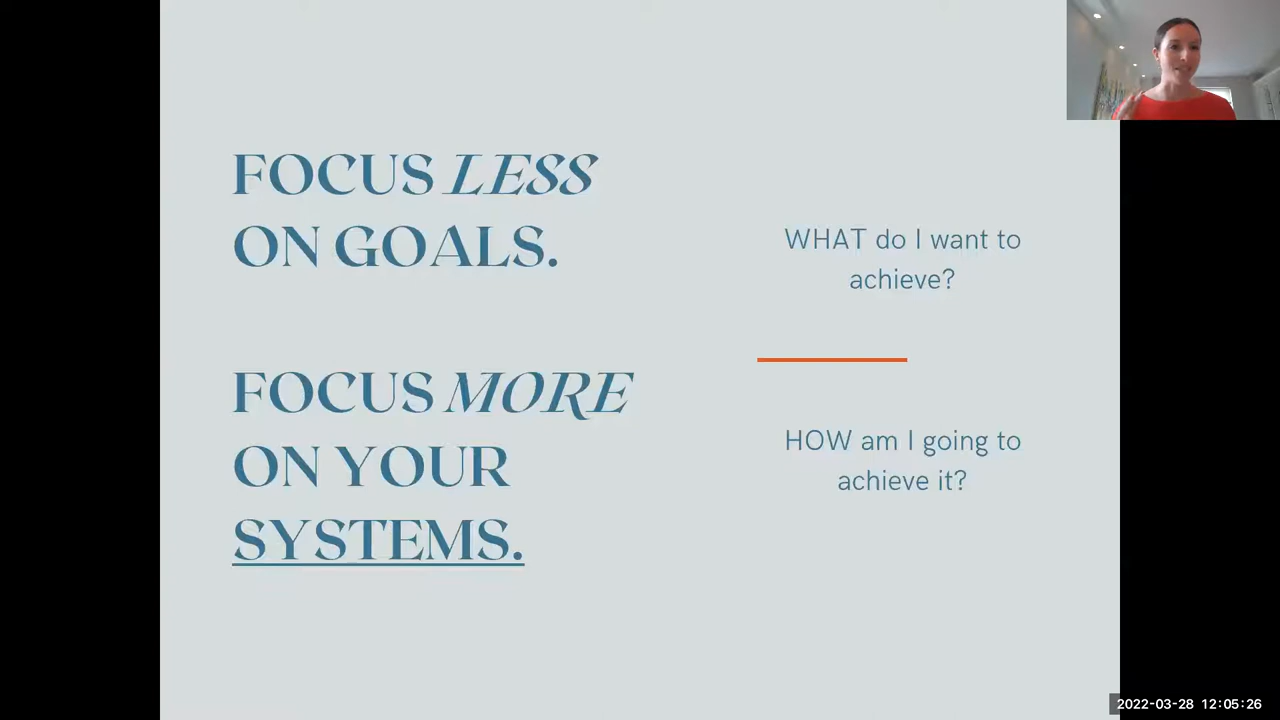 FOCUS LESS
ON GOALS.
WHAT do I want to
achieve?
FOCUS MORE
ON YOUR
SYSTEMS.
HOW am I going to
achieve it?
2022-03-28 12:05:26